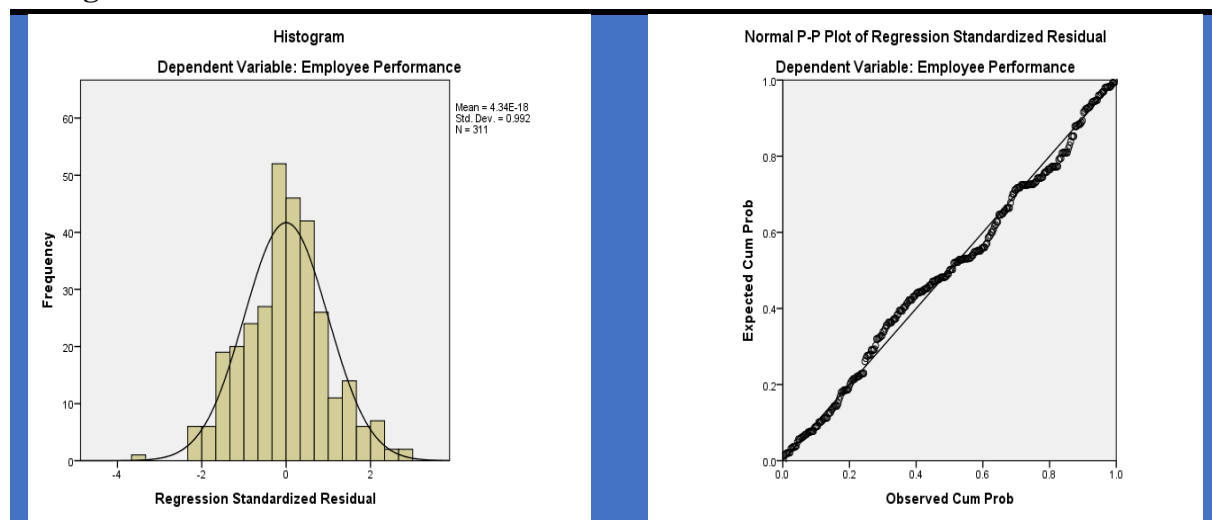 Histogram
Dependent Variable: Employee Performance
Mean = 4.34E-18
Std. Dev. = 0.992
N = 311
60
50
40
30
20
10
0
-4 -2 0 2
Frequency
Regression Standardized Residual
Normal P-P Plot of Regression Standardized Residual
Dependent Variable: Employee Performance
1.0
0.8
0.6
0.4
0.2
0.0
0.0 0.2 0.4 0.6 0.8 1.0
Expected Cum Prob
Observed Cum Prob